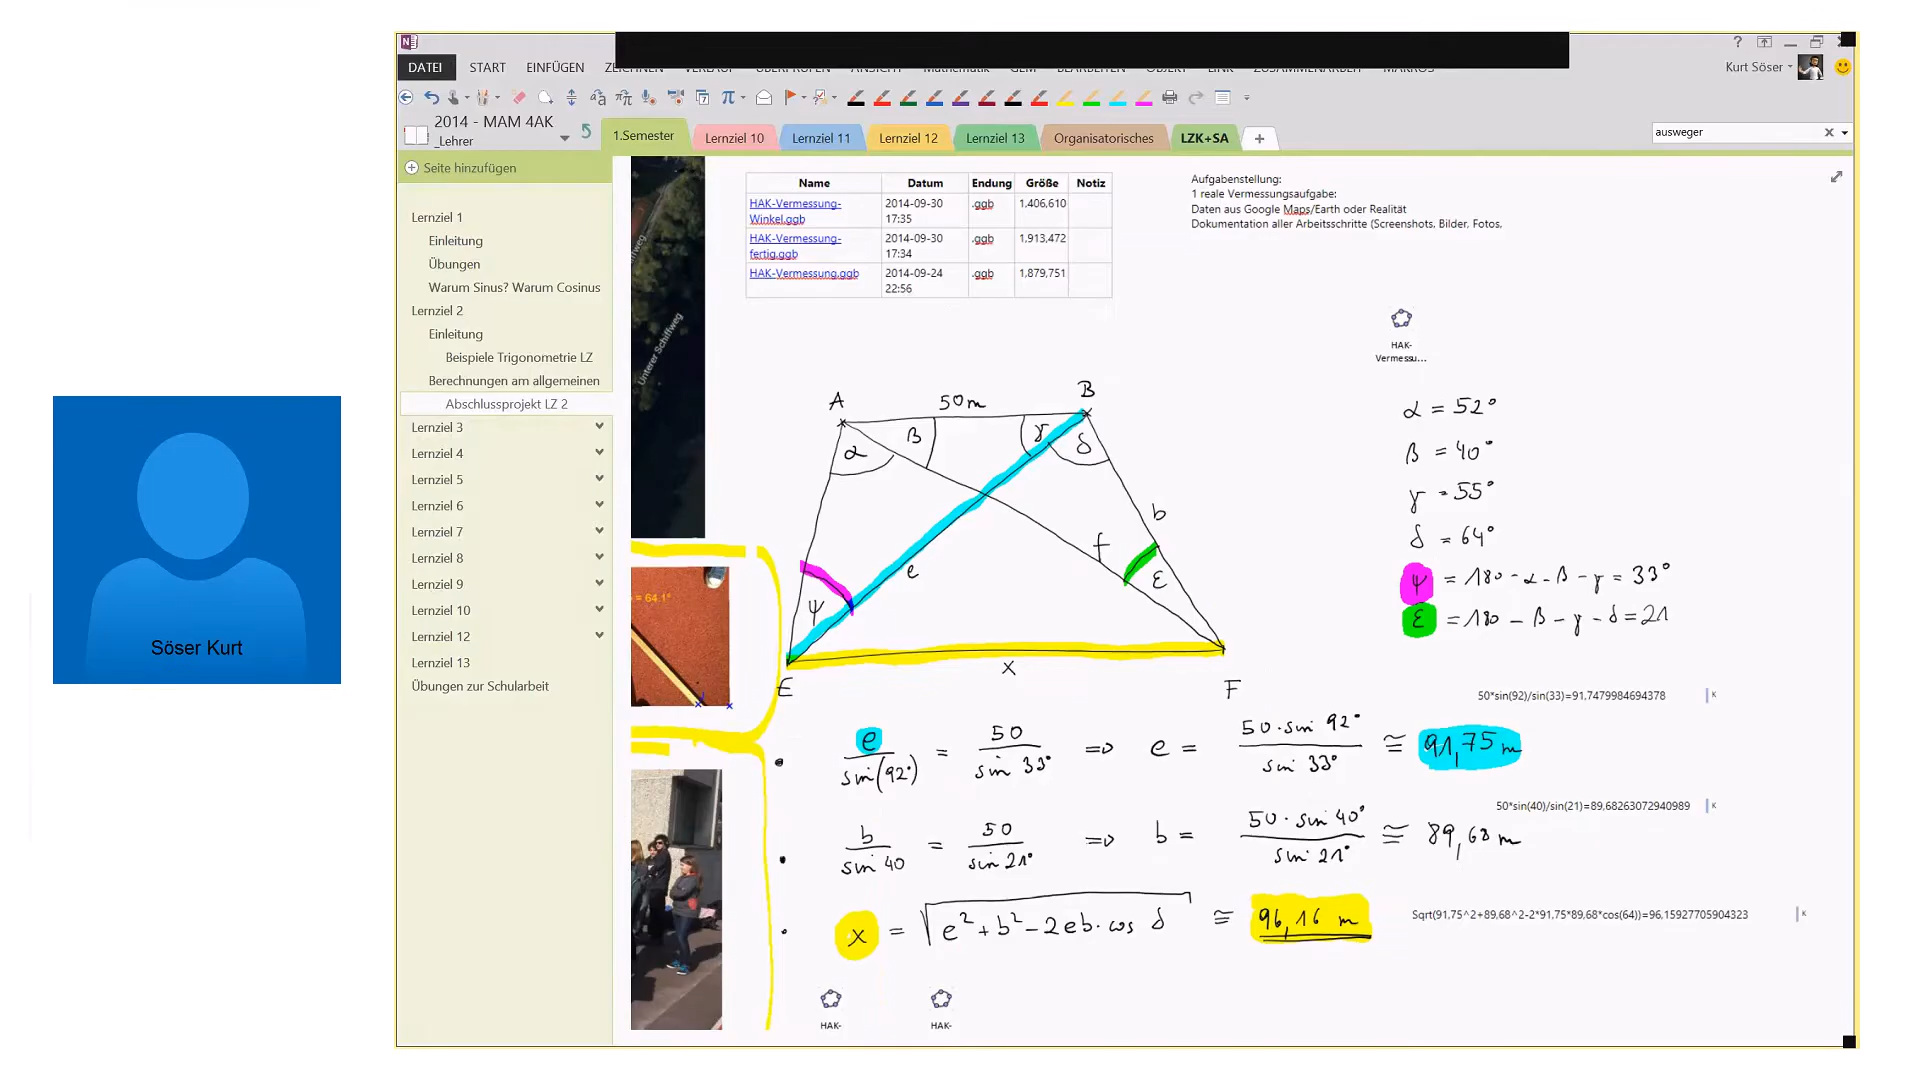 DATEI START EINFÜGEN
Kurt Söser
2014 - MAM 4AK
_Lehrer
1.Semester Lernziel 10 Lernziel 11 Lernziel 12 Lernziel 13 Organisatorisches LZK+SA
ausweger
Seite hinzufügen
Lernziel 1
Einleitung
Übungen
Warum Sinus? Warum Cosinus
Lernziel 2
Einleitung
Beispiele Trigonometrie LZ
Berechnungen am allgemeinen
Abschlussprojekt LZ 2
Lernziel 3
Lernziel 4
Lernziel 5
Lernziel 6
Lernziel 7
Lernziel 8
Lernziel 9
Lernziel 10
Lernziel 12
Lernziel 13
Übungen zur Schularbeit
Söser Kurt
Unterer Schiffweg
Name Datum Endung Größe Notiz
HAK-Vermessung-
Winkel.ggb
2014-09-30
17:35
.ggb 1,406,610
HAK-Vermessung-
fertig.ggb
2014-09-30
17:34
.ggb 1,913,472
HAK-Vermessung.ggb
2014-09-24
22:56
.ggb 1,879,751
Aufgabenstellung:
1 reale Vermessungsaufgabe:
Daten aus Google Maps/Earth oder Realität
Dokumentation aller Arbeitsschritte (Screenshots, Bilder, Fotos,
HAK-
Vermessu...
A 50m B
α β γ δ
b
f
e
ε
ψ
x
E F
= 64.1°
α = 52°
β = 40°
γ = 55°
δ = 64°
ψ = 180 - α - β - γ = 33°
ε = 180 - β - γ - δ = 21
50*sin(92)/sin(33)=91,7479984694378
e / sin(92°) = 50 / sin 33° ⇒ e = 50·sin 92° / sin 33° ≅ 91,75 m
50*sin(40)/sin(21)=89,68263072940989
b / sin 40 = 50 / sin 21° ⇒ b = 50·sin 40° / sin 21° ≅ 89,68 m
x = √(e² + b² - 2eb·cos δ) ≅ 96,16 m
Sqrt(91,75^2+89,68^2-2*91,75*89,68*cos(64))=96,15927705904323
HAK-
HAK-